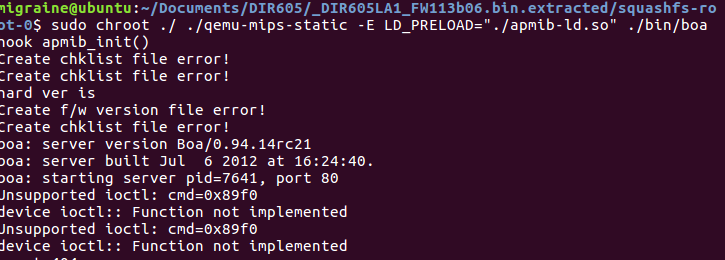 migraine@ubuntu:~/Documents/DIR605/_DIR605LA1_FW113b06.bin.extracted/squashfs-ro
ot-0$ sudo chroot ./ ./qemu-mips-static -E LD_PRELOAD="./apmib-ld.so" ./bin/boa
hook apmib_init()
Create chklist file error!
Create chklist file error!
hard ver is
Create f/w version file error!
Create chklist file error!
boa: server version Boa/0.94.14rc21
boa: server built Jul  6 2012 at 16:24:40.
boa: starting server pid=7641, port 80
Unsupported ioctl: cmd=0x89f0
device ioctl:: Function not implemented
Unsupported ioctl: cmd=0x89f0
device ioctl:: Function not implemented